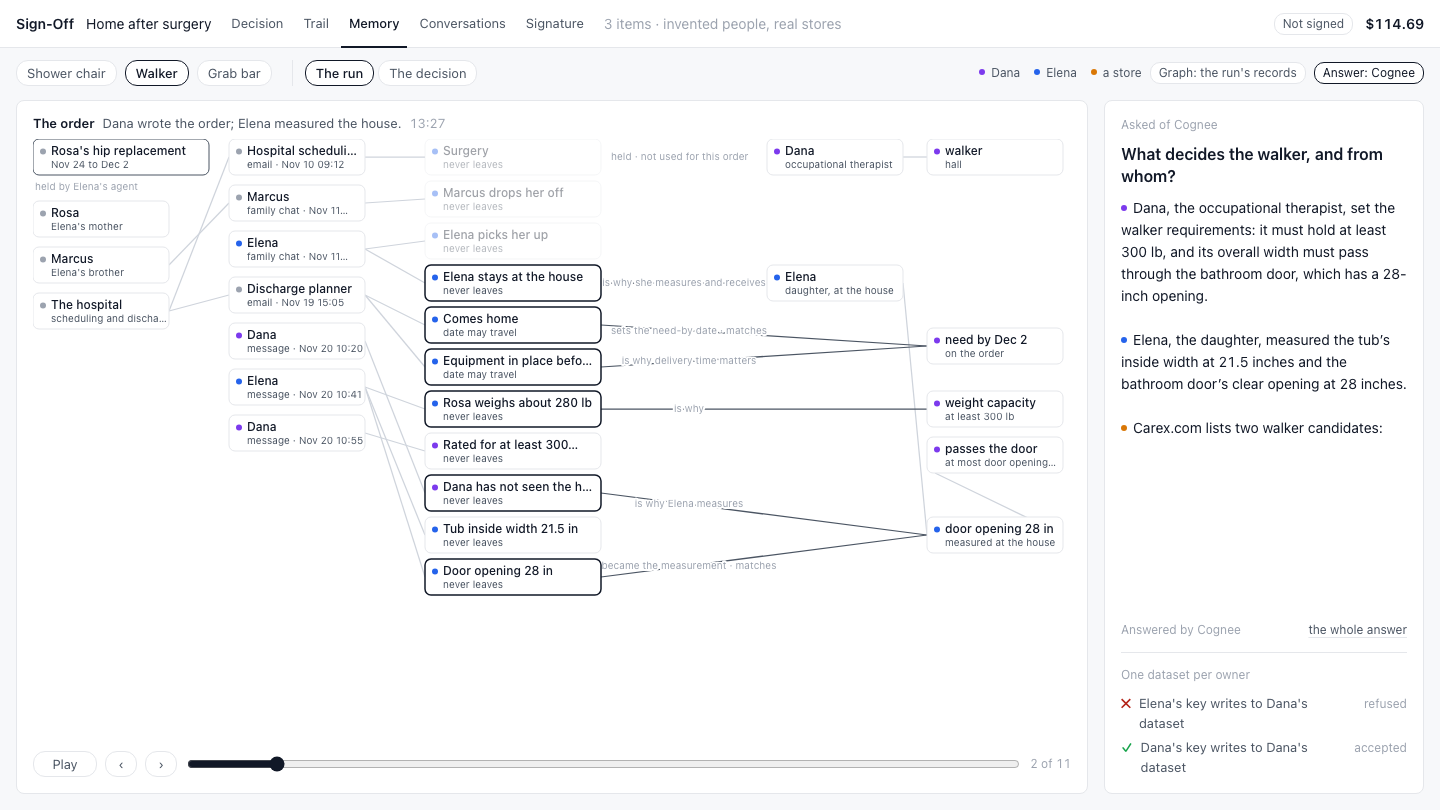 Sign-Off Home after surgery Decision Trail Memory Conversations Signature 3 items · invented people, real stores Not signed $114.69
Shower chair Walker Grab bar The run The decision Dana Elena a store Graph: the run's records Answer: Cognee
The order Dana wrote the order; Elena measured the house. 13:27
Rosa's hip replacement
Nov 24 to Dec 2
held by Elena's agent
Rosa
Elena's mother
Marcus
Elena's brother
The hospital
scheduling and discha...
Hospital scheduli...
email · Nov 10 09:12
Marcus
family chat · Nov 11...
Elena
family chat · Nov 11...
Discharge planner
email · Nov 19 15:05
Dana
message · Nov 20 10:20
Elena
message · Nov 20 10:41
Dana
message · Nov 20 10:55
Surgery
never leaves
Marcus drops her off
never leaves
Elena picks her up
never leaves
Elena stays at the house
never leaves
Comes home
date may travel
Equipment in place befo...
date may travel
Rosa weighs about 280 lb
never leaves
Rated for at least 300...
never leaves
Dana has not seen the h...
never leaves
Tub inside width 21.5 in
never leaves
Door opening 28 in
never leaves
held · not used for this order
is why she measures and receives
sets the need-by date · matches
is why delivery time matters
is why
is why Elena measures
became the measurement · matches
Dana
occupational therapist
Elena
daughter, at the house
walker
hall
need by Dec 2
on the order
weight capacity
at least 300 lb
passes the door
at most door opening...
door opening 28 in
measured at the house
Play ‹ › 2 of 11
Asked of Cognee
What decides the walker, and from
whom?
Dana, the occupational therapist, set the
walker requirements: it must hold at least
300 lb, and its overall width must pass
through the bathroom door, which has a 28-
inch opening.
Elena, the daughter, measured the tub’s
inside width at 21.5 inches and the
bathroom door’s clear opening at 28 inches.
Carex.com lists two walker candidates:
Answered by Cognee the whole answer
One dataset per owner
Elena's key writes to Dana's refused
dataset
Dana's key writes to Dana's accepted
dataset